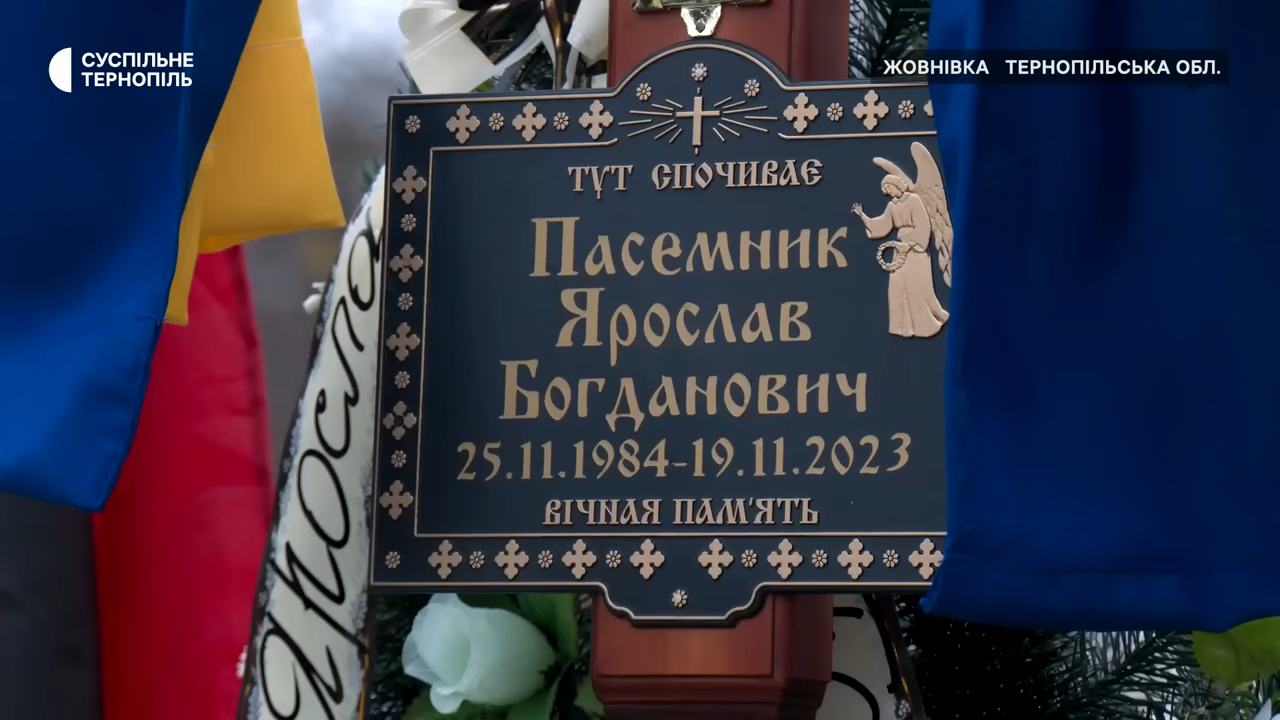 СУСПІЛЬНЕ
ТЕРНОПІЛЬ
ЖОВНІВКА ТЕРНОПІЛЬСЬКА ОБЛ.
ТУТ СПОЧИВАЄ
Пасемник
Ярослав
Богданович
25.11.1984-19.11.2023
ВІЧНАЯ ПАМ'ЯТЬ